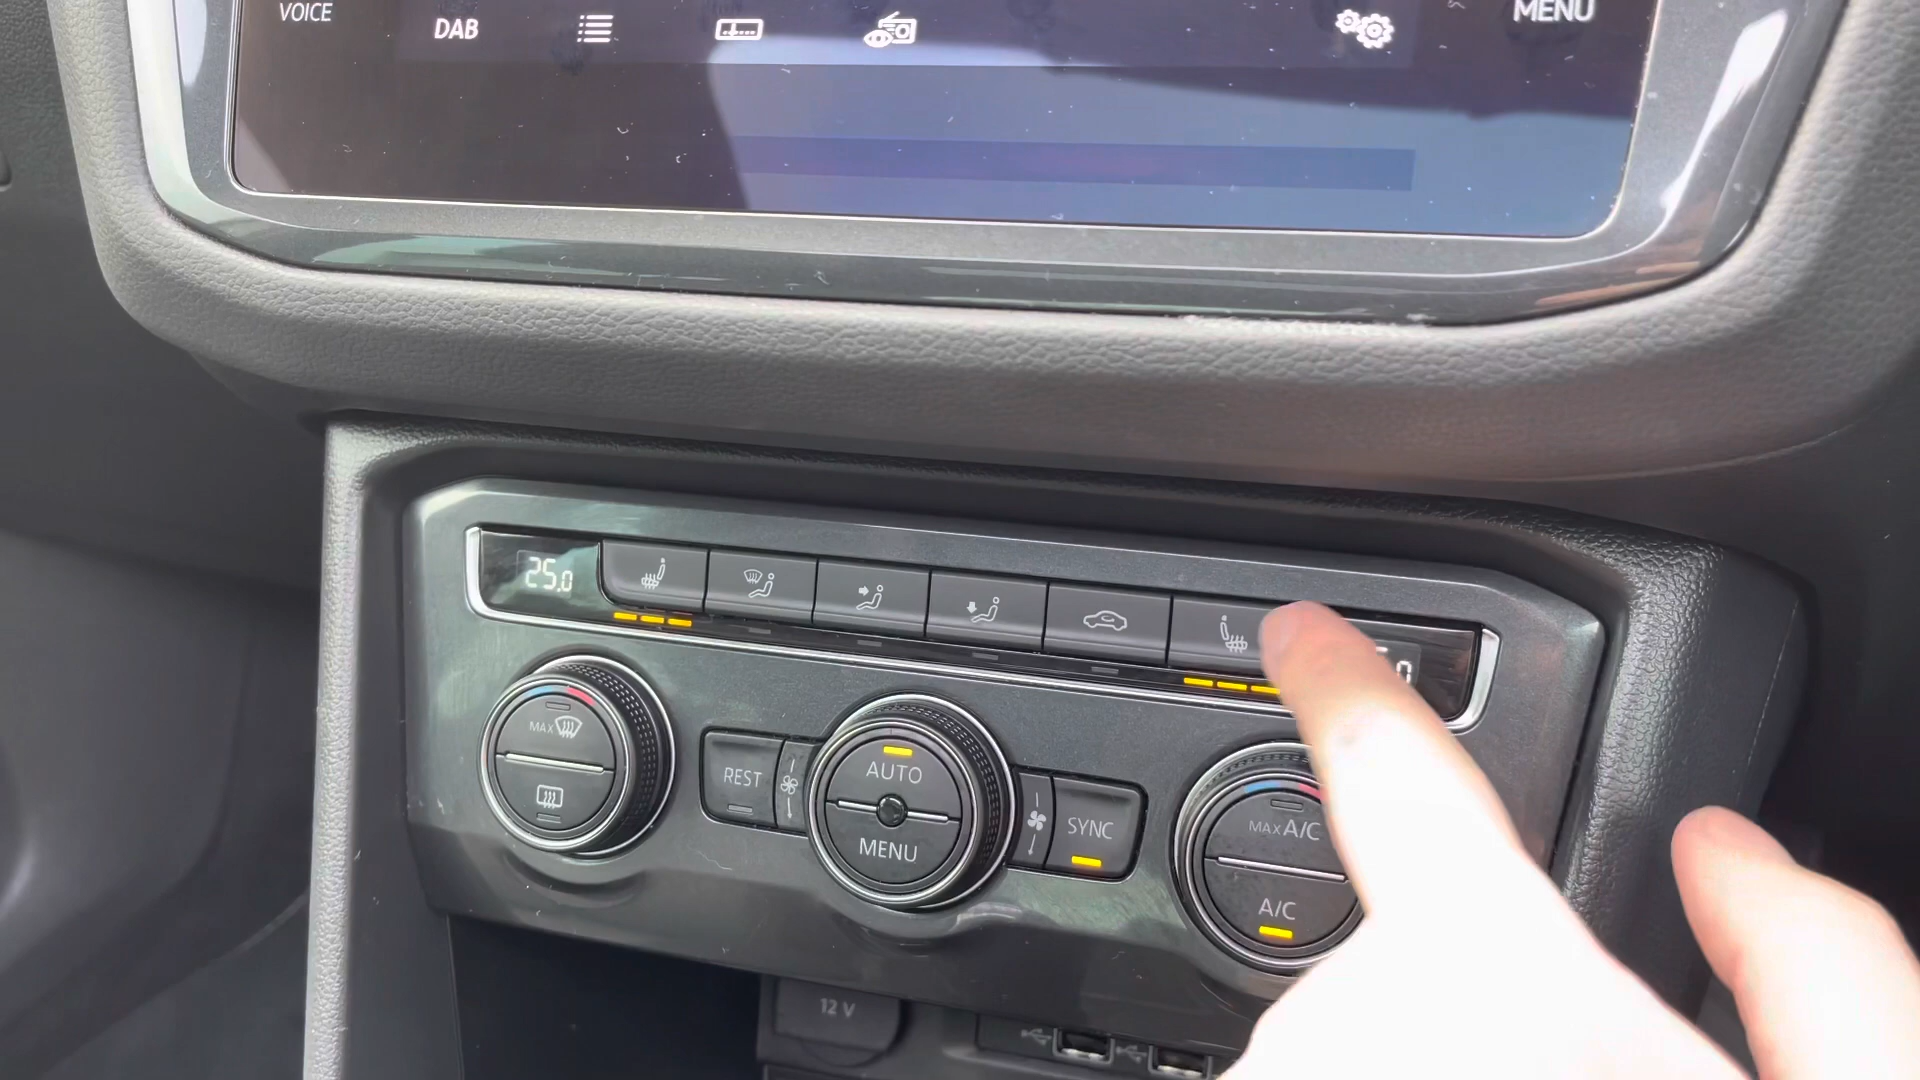 VOICE
DAB
MENU
25.0
MAX
REST
AUTO
MENU
SYNC
MAX A/C
A/C
12 V